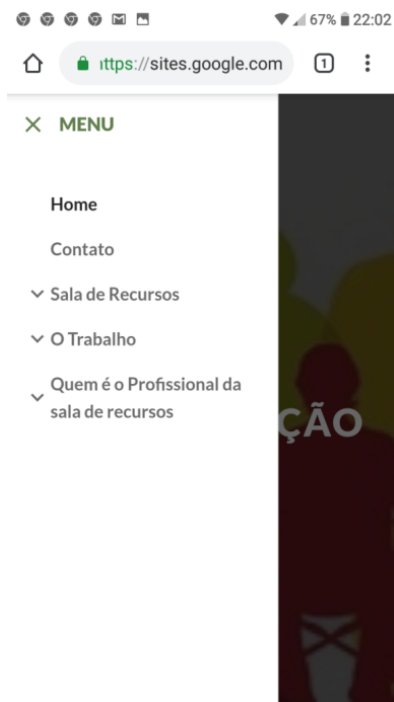 67% 22:02
ttps://sites.google.com 1
MENU
Home
Contato
Sala de Recursos
O Trabalho
Quem é o Profissional da
sala de recursos
ÇÃO